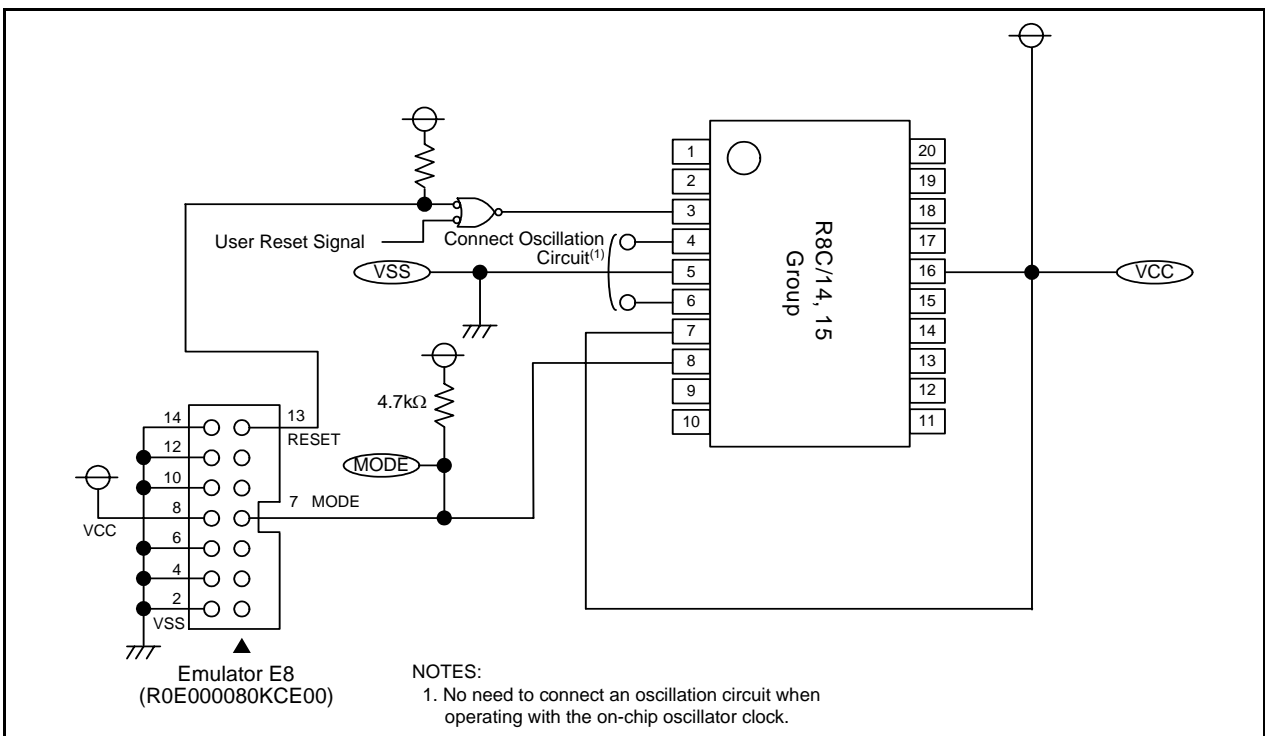 1
2
3
4
5
6
7
8
9
10
20
19
18
17
16
15
14
13
12
11
R8C/14, 15
Group
User Reset Signal
Connect Oscillation
Circuit(1)
VSS
VCC
4.7kΩ
MODE
14
12
10
8
6
4
2
VCC
VSS
13
RESET
7 MODE
Emulator E8
(R0E000080KCE00)
NOTES:
1. No need to connect an oscillation circuit when
operating with the on-chip oscillator clock.